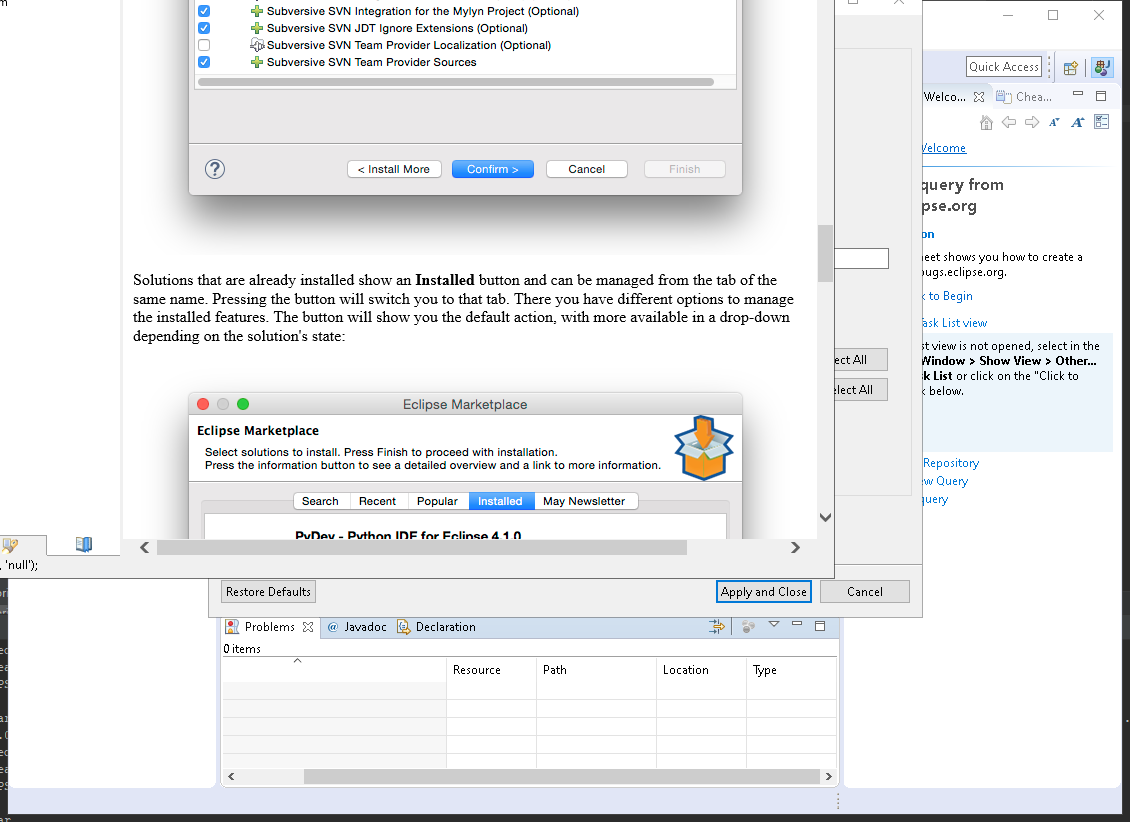 Subversive SVN Integration for the Mylyn Project (Optional)
Subversive SVN JDT Ignore Extensions (Optional)
Subversive SVN Team Provider Localization (Optional)
Subversive SVN Team Provider Sources
?
< Install More
Confirm >
Cancel
Finish
Solutions that are already installed show an Installed button and can be managed from the tab of the
same name. Pressing the button will switch you to that tab. There you have different options to manage
the installed features. The button will show you the default action, with more available in a drop-down
depending on the solution's state:
Eclipse Marketplace
Eclipse Marketplace
Select solutions to install. Press Finish to proceed with installation.
Press the information button to see a detailed overview and a link to more information.
Search
Recent
Popular
Installed
May Newsletter
PyDev - Python IDE for Eclipse 4.1.0
, 'null');
ect All
elect All
Restore Defaults
Apply and Close
Cancel
Quick Access
Welco...
Chea...
Welcome
query from
pse.org
on
eet shows you how to create a
ougs.eclipse.org.
k to Begin
Task List view
st view is not opened, select in the
Window > Show View > Other...
k List or click on the "Click to
k below.
Repository
ew Query
query
Problems
@ Javadoc
Declaration
0 items
Resource
Path
Location
Type